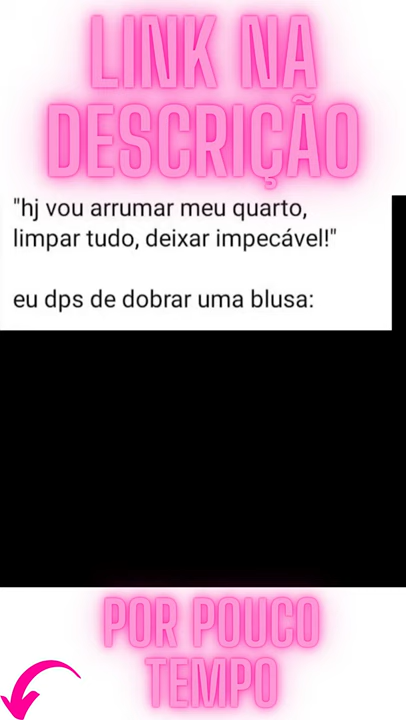 LINK NA
DESCRIÇÃO
"hj vou arrumar meu quarto,
limpar tudo, deixar impecável!"
eu dps de dobrar uma blusa:
POR POUCO
TEMPO